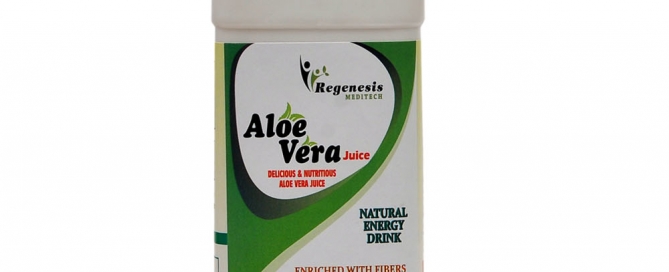 Regenesis
MEDITECH
Aloe
Vera Juice
DELICIOUS & NUTRITIOUS
ALOE VERA JUICE
NATURAL
ENERGY
DRINK
ENRICHED WITH FIBERS